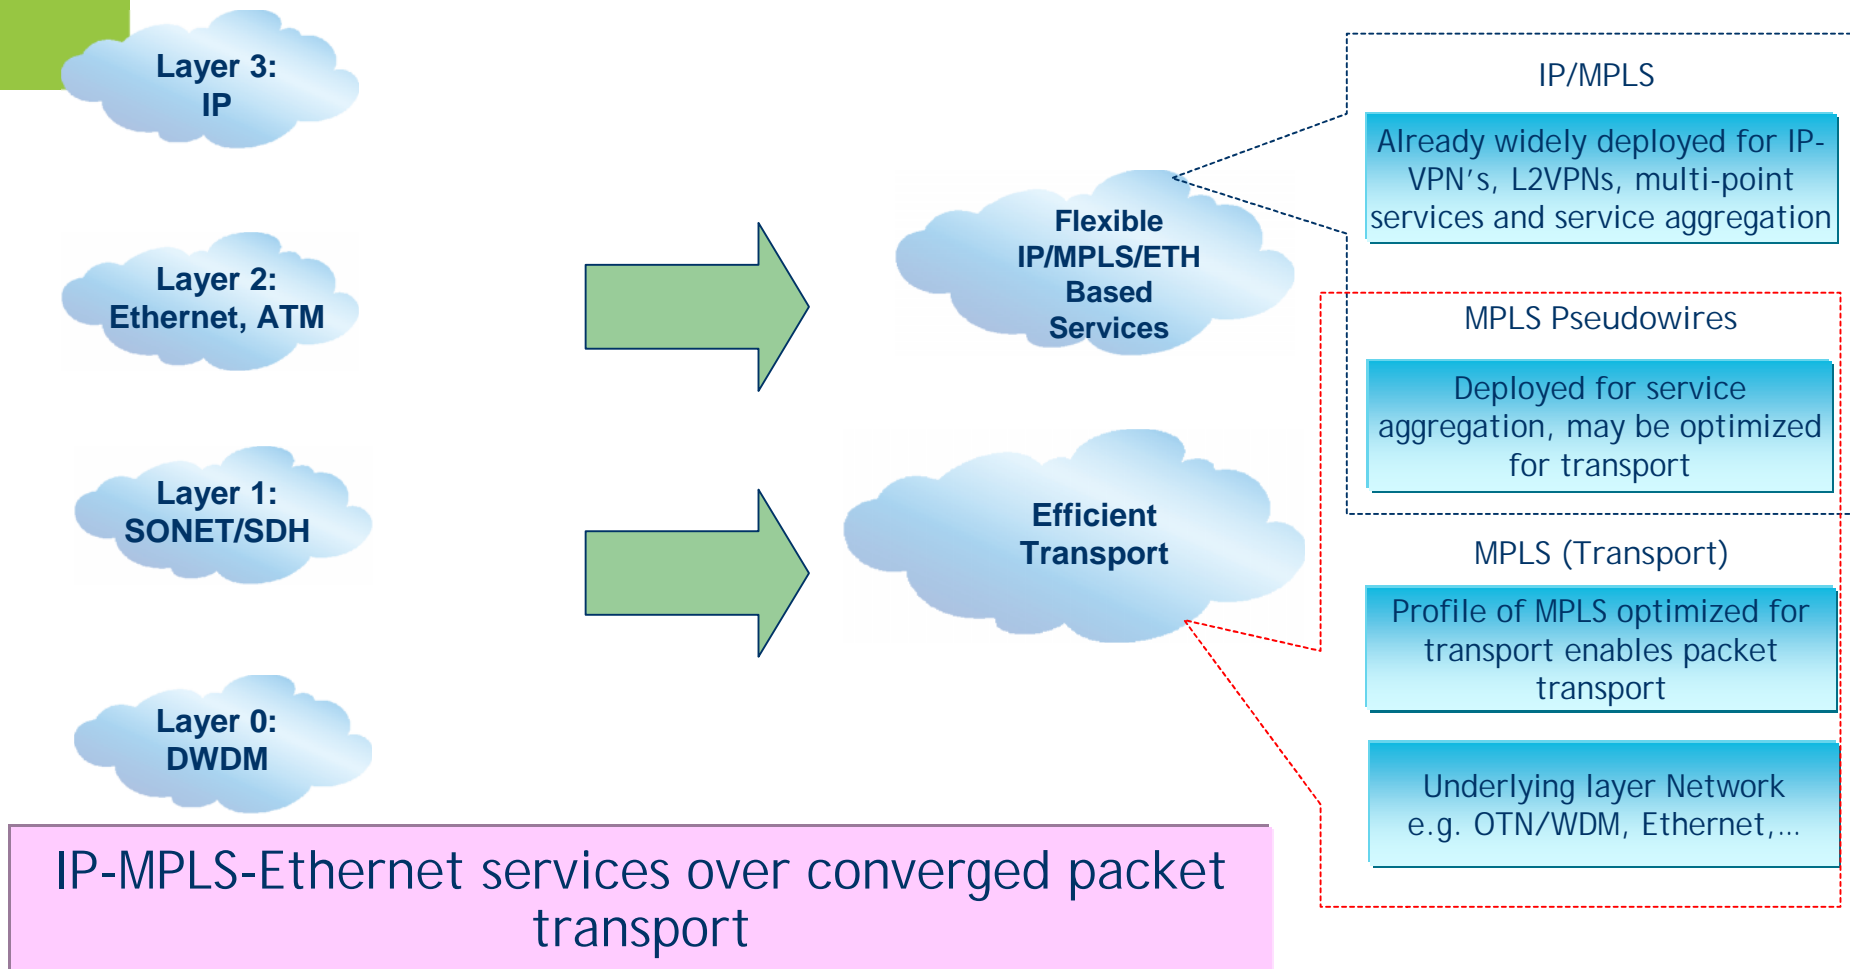 Layer 3:
IP
Layer 2:
Ethernet, ATM
Layer 1:
SONET/SDH
Layer 0:
DWDM
Flexible
IP/MPLS/ETH
Based
Services
Efficient
Transport
IP/MPLS
Already widely deployed for IP-
VPN's, L2VPNs, multi-point
services and service aggregation
MPLS Pseudowires
Deployed for service
aggregation, may be optimized
for transport
MPLS (Transport)
Profile of MPLS optimized for
transport enables packet
transport
Underlying layer Network
e.g. OTN/WDM, Ethernet,…
IP-MPLS-Ethernet services over converged packet
transport